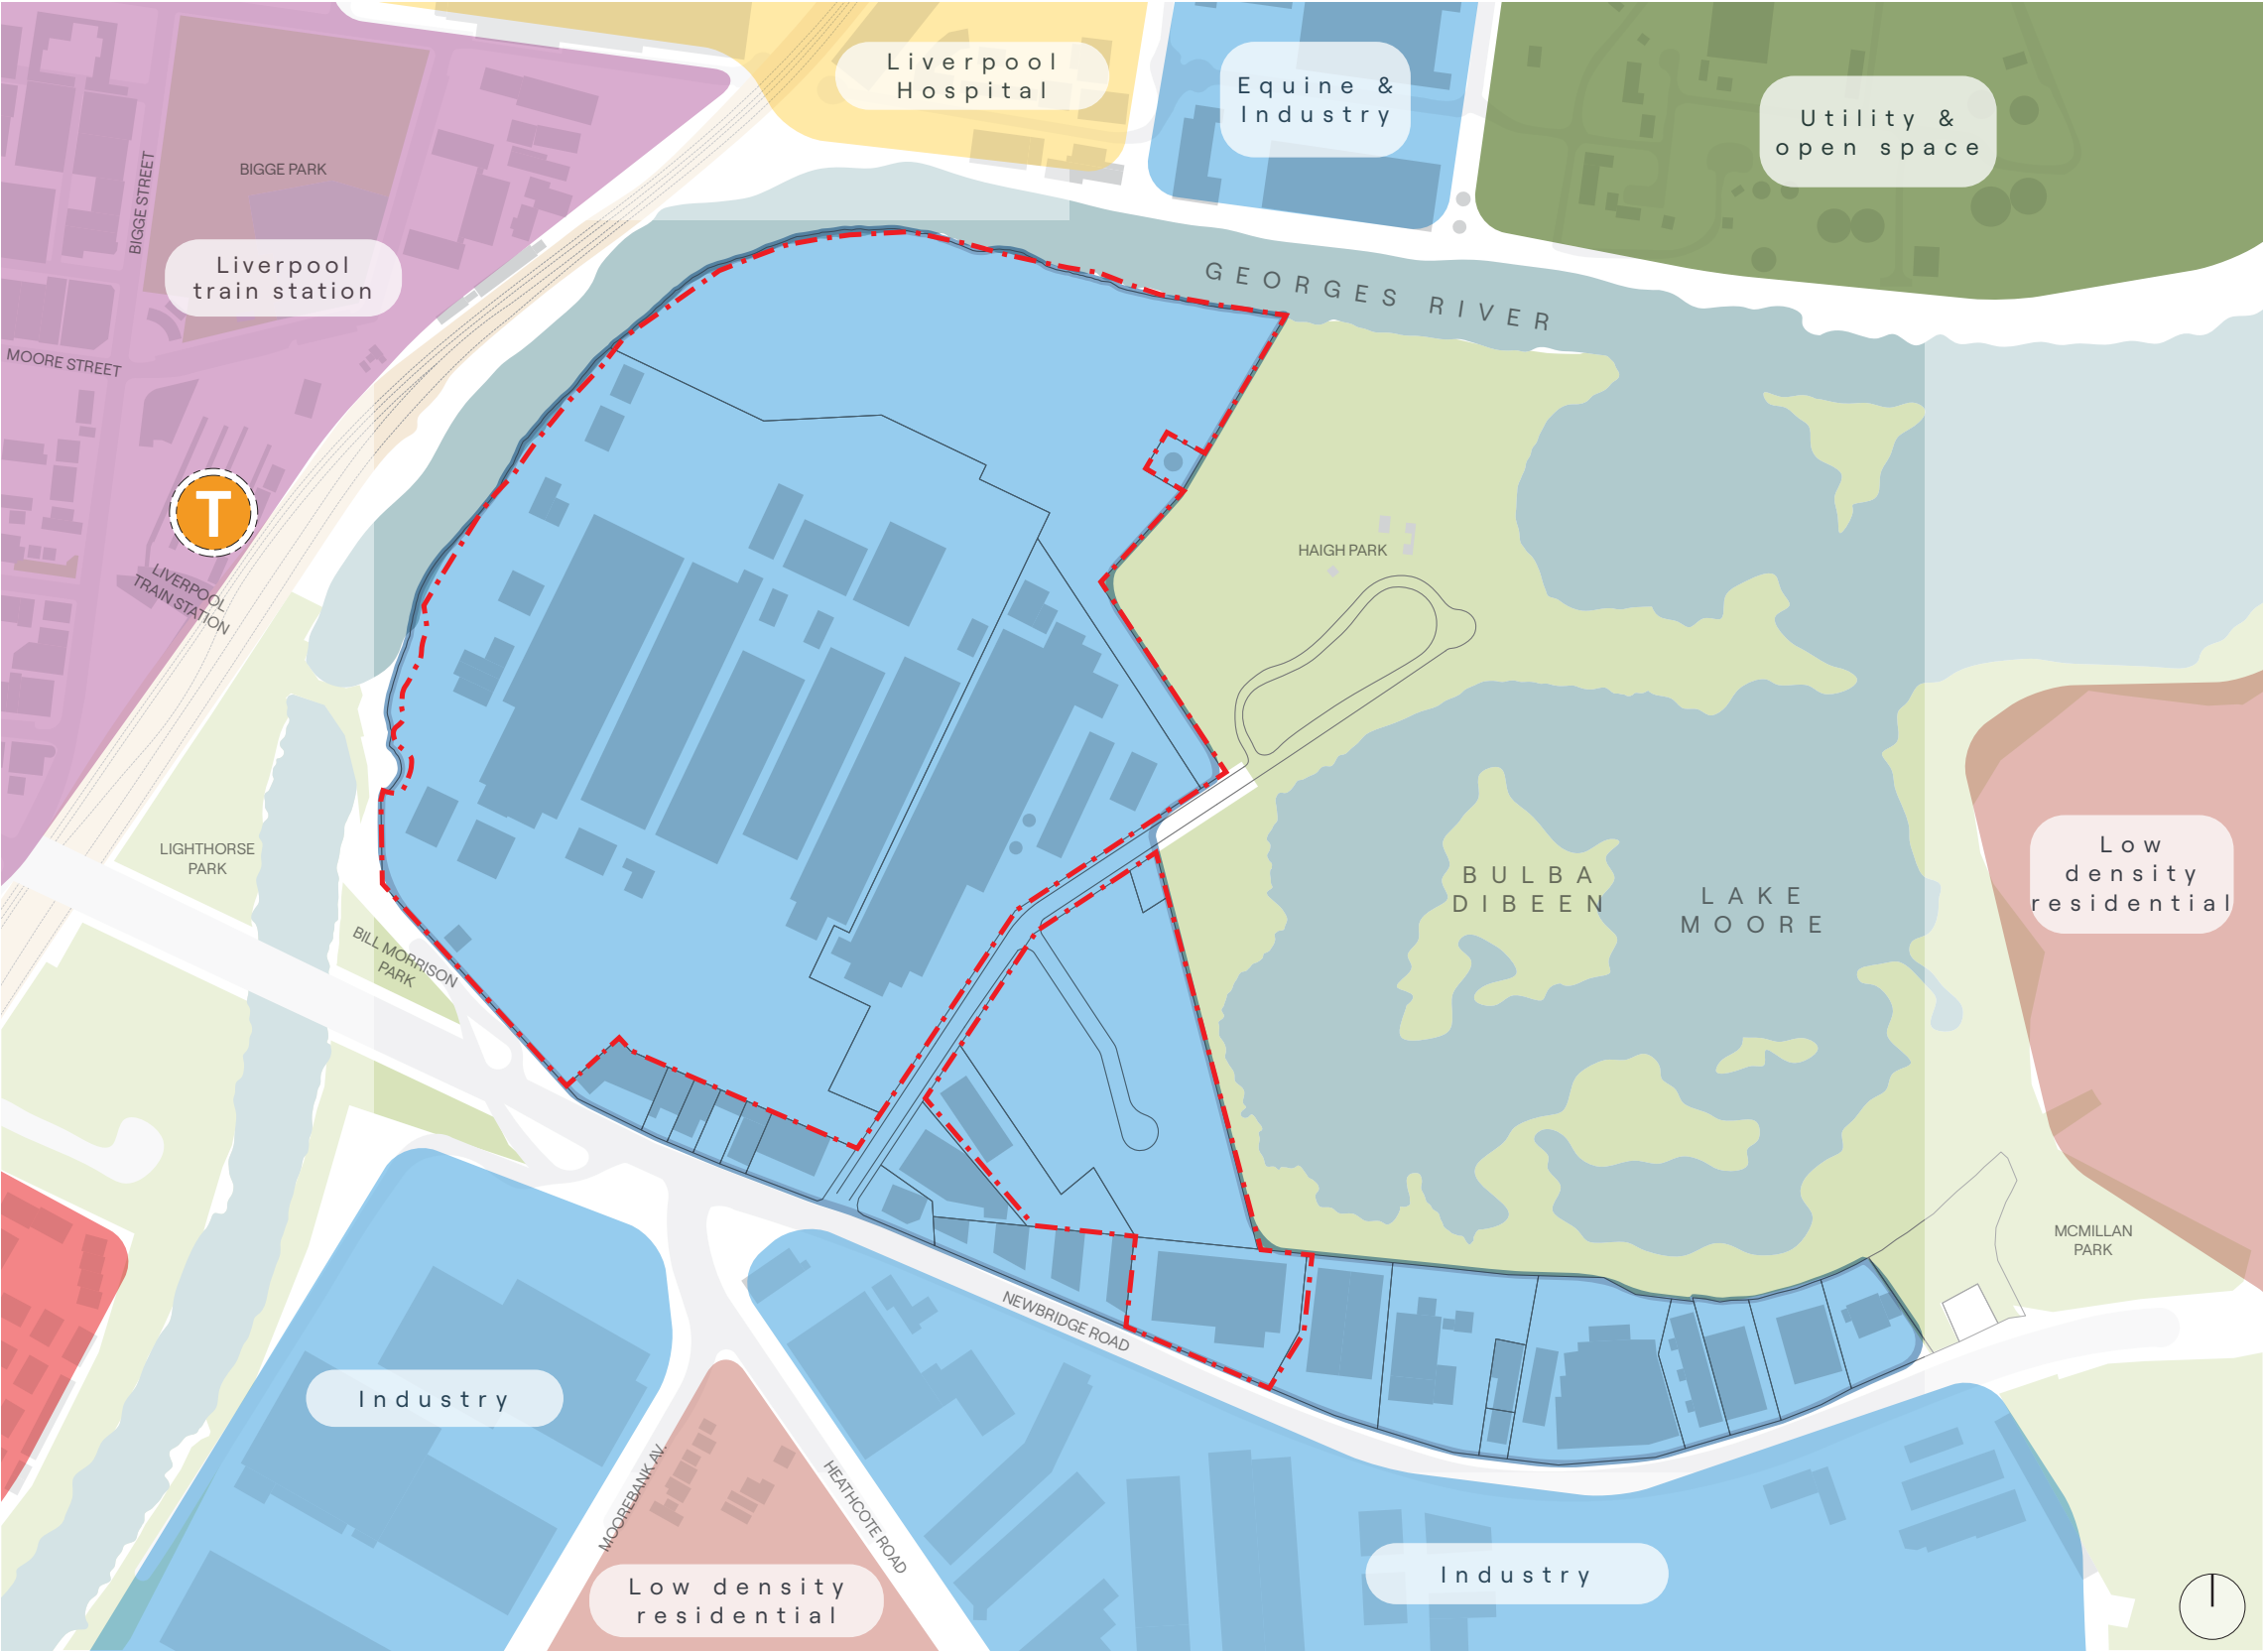 Liverpool
Hospital
Equine &
Industry
Utility &
open space
BIGGE PARK
BIGGE STREET
Liverpool
train station
GEORGES RIVER
MOORE STREET
T
LIVERPOOL
TRAIN STATION
HAIGH PARK
LIGHTHORSE
PARK
BILL MORRISON
PARK
BULBA
DIBEEN
LAKE
MOORE
Low
density
residential
MCMILLAN
PARK
NEWBRIDGE ROAD
Industry
MOOREBANK AV.
HEATHCOTE ROAD
Low density
residential
Industry